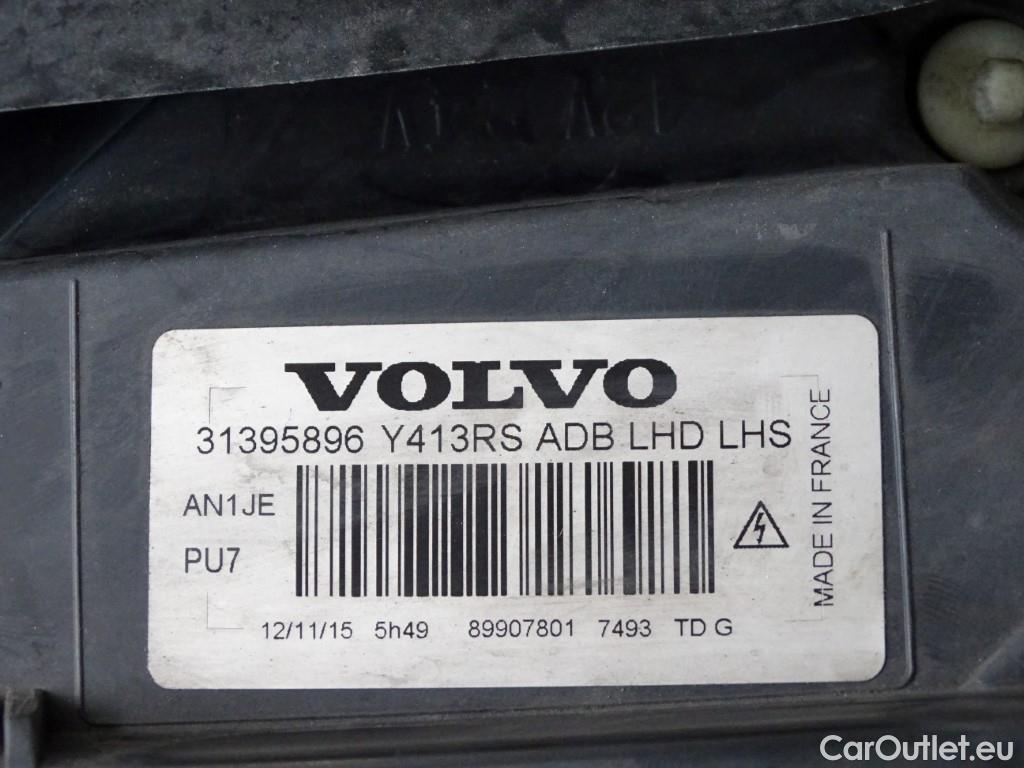 VOLVO
31395896 Y413RS ADB LHD LHS
AN1JE
PU7
12/11/15 5h49 89907801 7493 TD G
MADE IN FRANCE
CarOutlet.eu